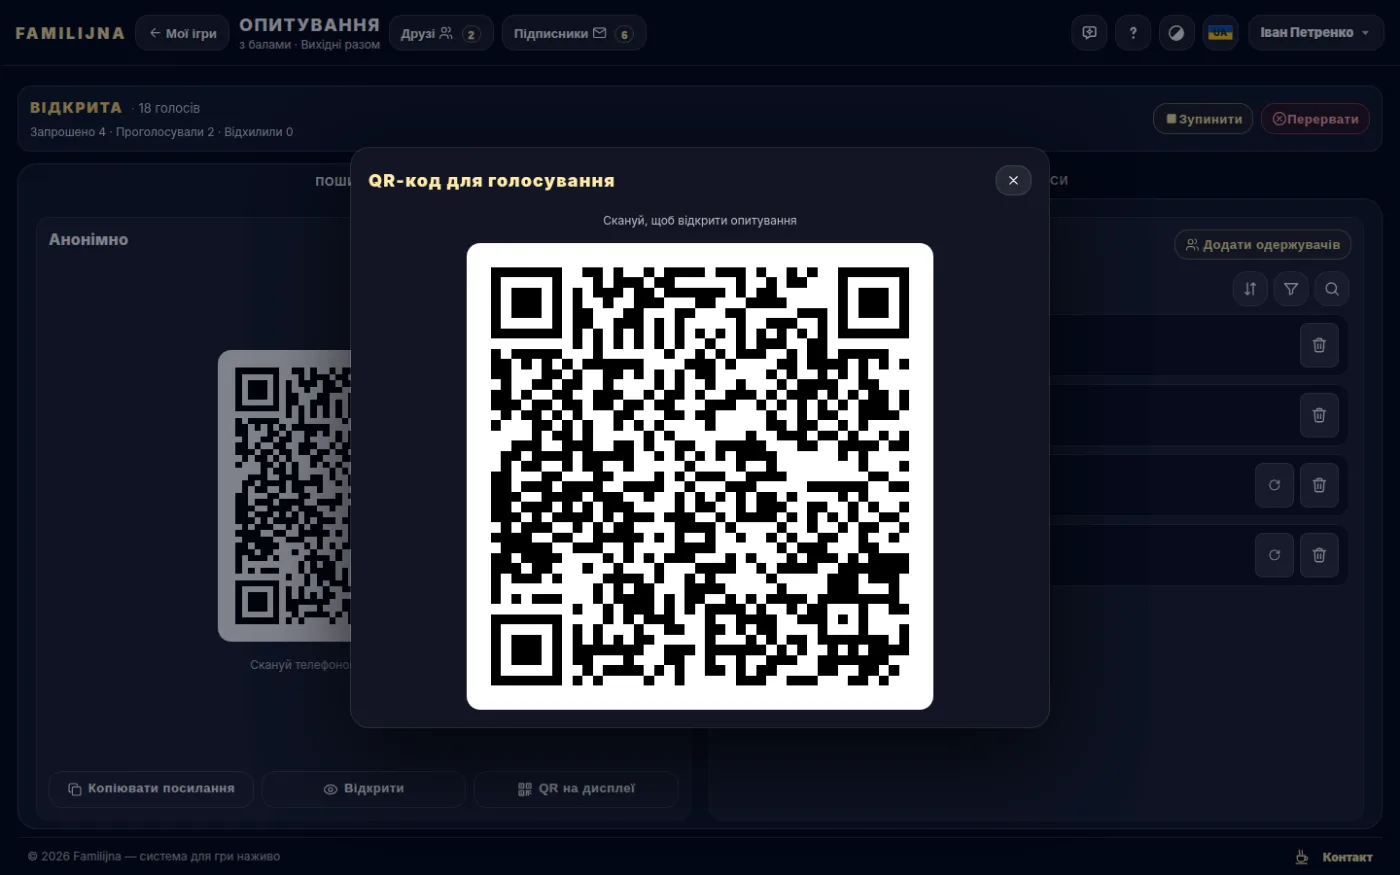 FAMILIJNA
← Мої ігри
ОПИТУВАННЯ
з балами · Вихідні разом
Друзі 2
Підписники 6
?
UA
Іван Петренко
ВІДКРИТА · 18 голосів
Запрошено 4 · Проголосували 2 · Відхилили 0
Зупинити
Перервати
QR-код для голосування
Скануй, щоб відкрити опитування
Анонімно
Додати одержувачів
Копіювати посилання
Відкрити
QR на дисплеї
© 2026 Familijna — система для гри наживо
Контакт